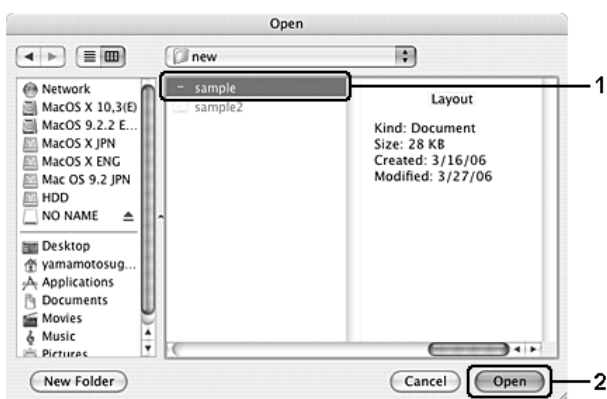 Open
new
Network
MacOS X 10,3(E)
MacOS 9.2.2 E...
MacOS X JPN
MacOS X ENG
Mac OS 9.2 JPN
HDD
NO NAME
Desktop
yamamotosug...
Applications
Documents
Movies
Music
Pictures
sample
sample2
1
Layout
Kind: Document
Size: 28 KB
Created: 3/16/06
Modified: 3/27/06
New Folder
Cancel
Open
2